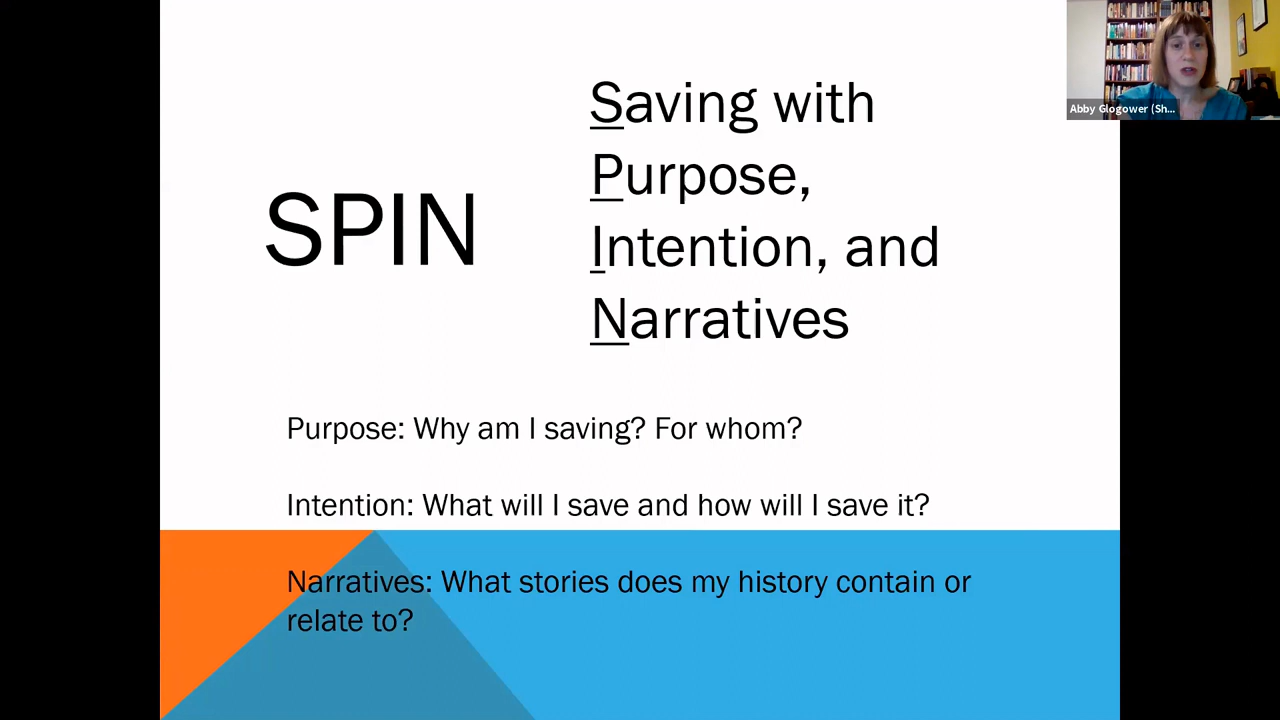 SPIN
Saving with
Purpose,
Intention, and
Narratives
Purpose: Why am I saving? For whom?
Intention: What will I save and how will I save it?
Narratives: What stories does my history contain or
relate to?
Abby Glogower (Sh...